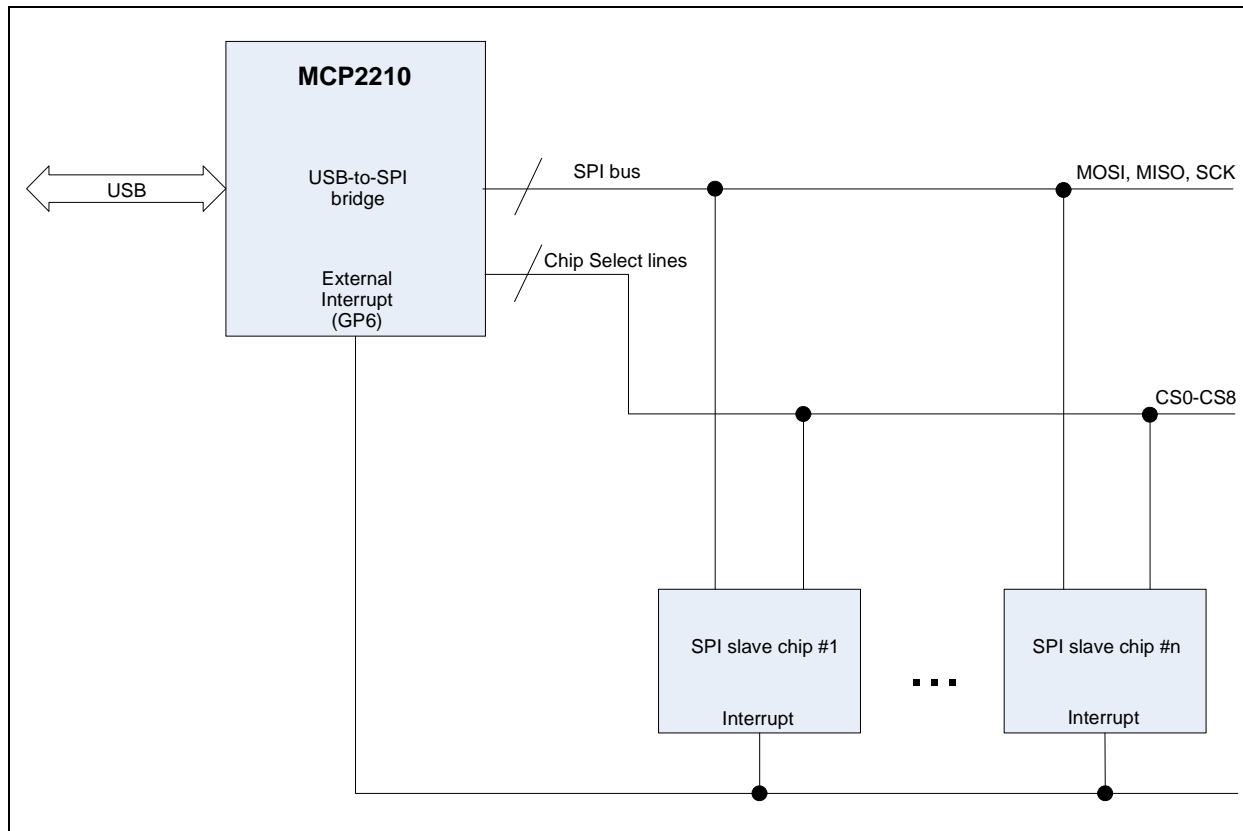 MCP2210
USB
USB-to-SPI
bridge
External
Interrupt
(GP6)
SPI bus
MOSI, MISO, SCK
Chip Select lines
CS0-CS8
SPI slave chip #1
Interrupt
...
SPI slave chip #n
Interrupt